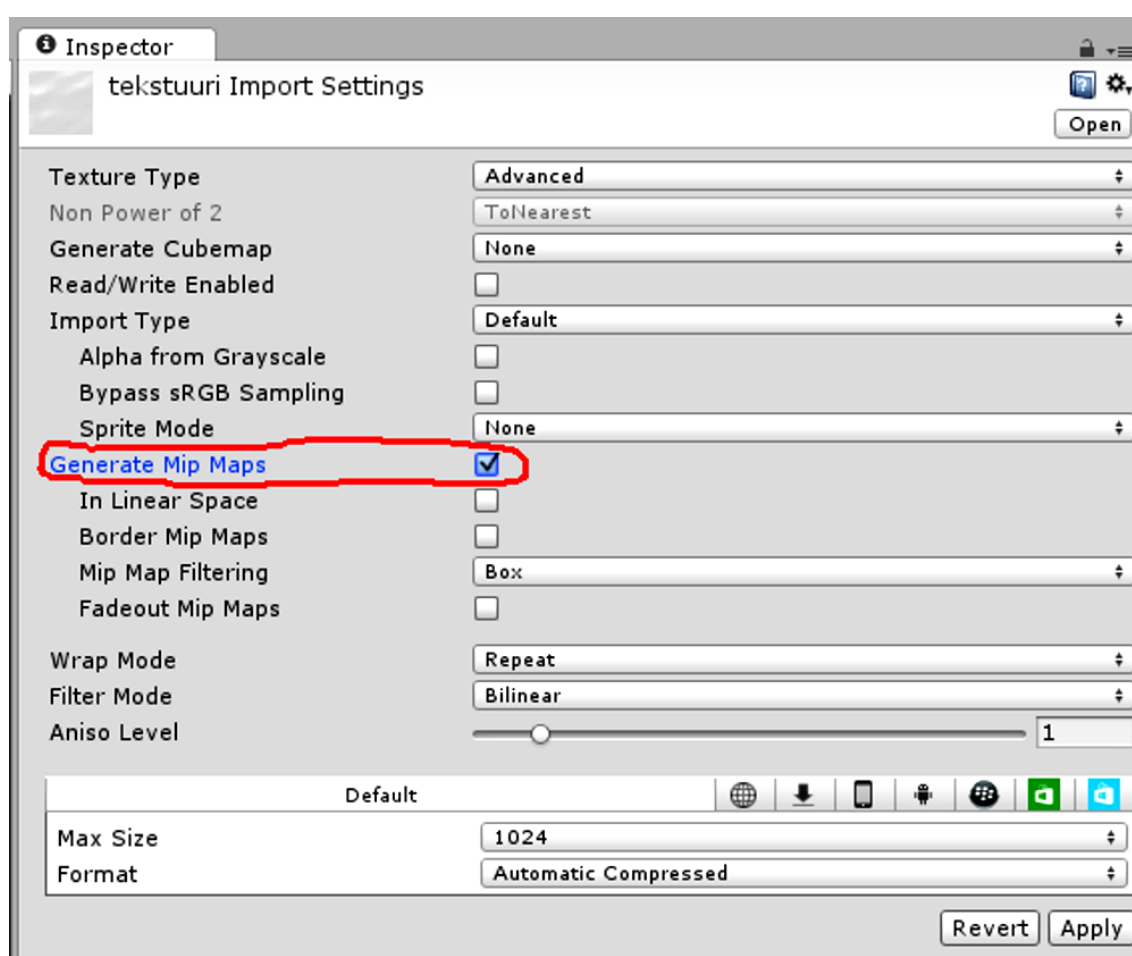 Inspector
tekstuuri Import Settings
Open
Texture Type Advanced
Non Power of 2 ToNearest
Generate Cubemap None
Read/Write Enabled
Import Type Default
Alpha from Grayscale
Bypass sRGB Sampling
Sprite Mode None
Generate Mip Maps
In Linear Space
Border Mip Maps
Mip Map Filtering Box
Fadeout Mip Maps
Wrap Mode Repeat
Filter Mode Bilinear
Aniso Level 1
Default
Max Size 1024
Format Automatic Compressed
Revert Apply